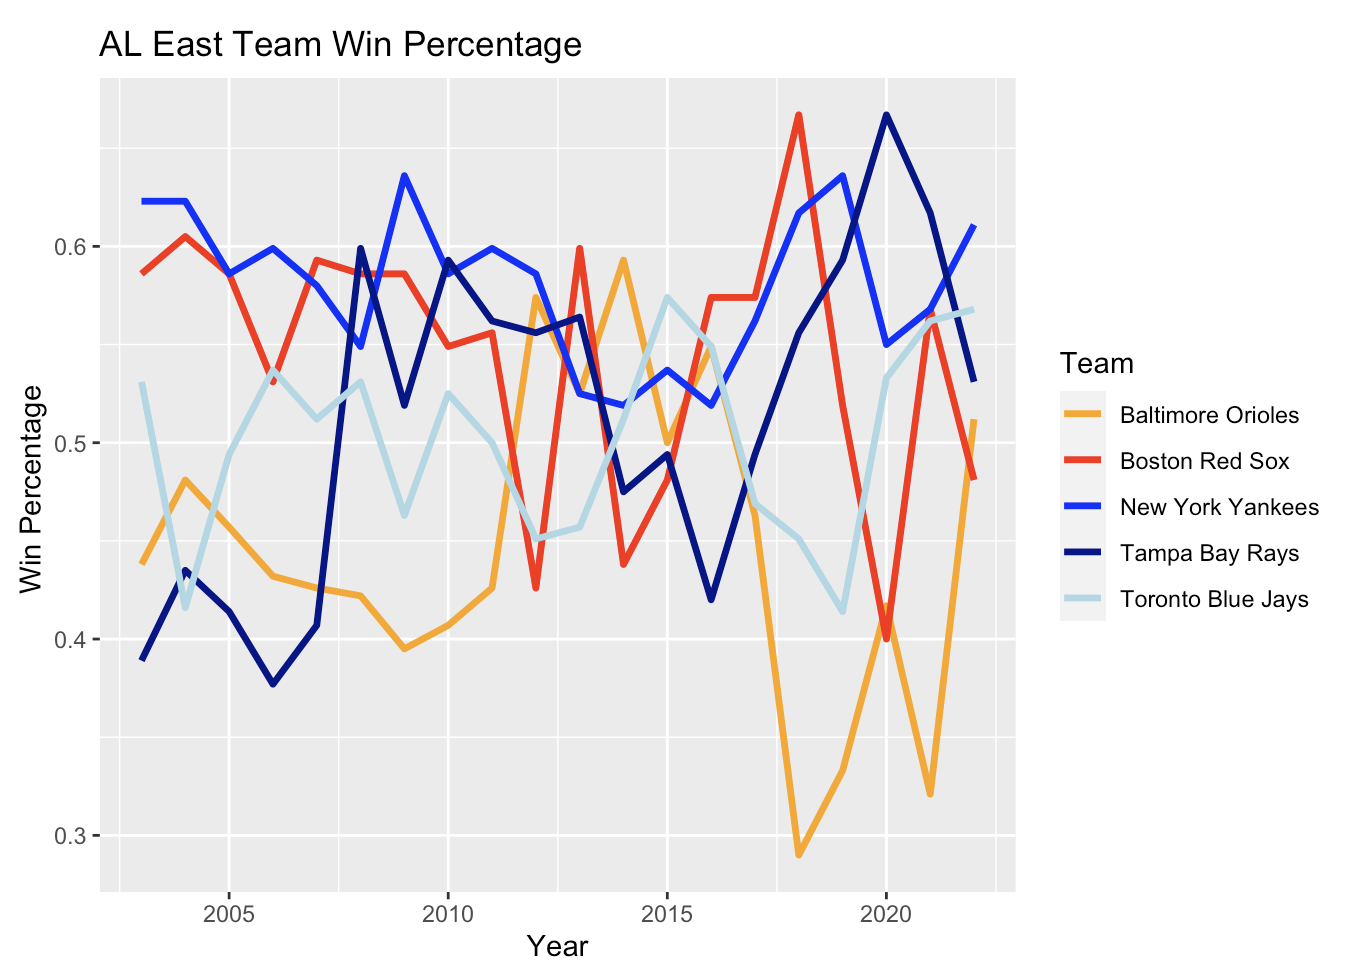 AL East Team Win Percentage
Win Percentage
0.6
0.5
0.4
0.3
2005 2010 2015 2020
Year
Team
Baltimore Orioles
Boston Red Sox
New York Yankees
Tampa Bay Rays
Toronto Blue Jays